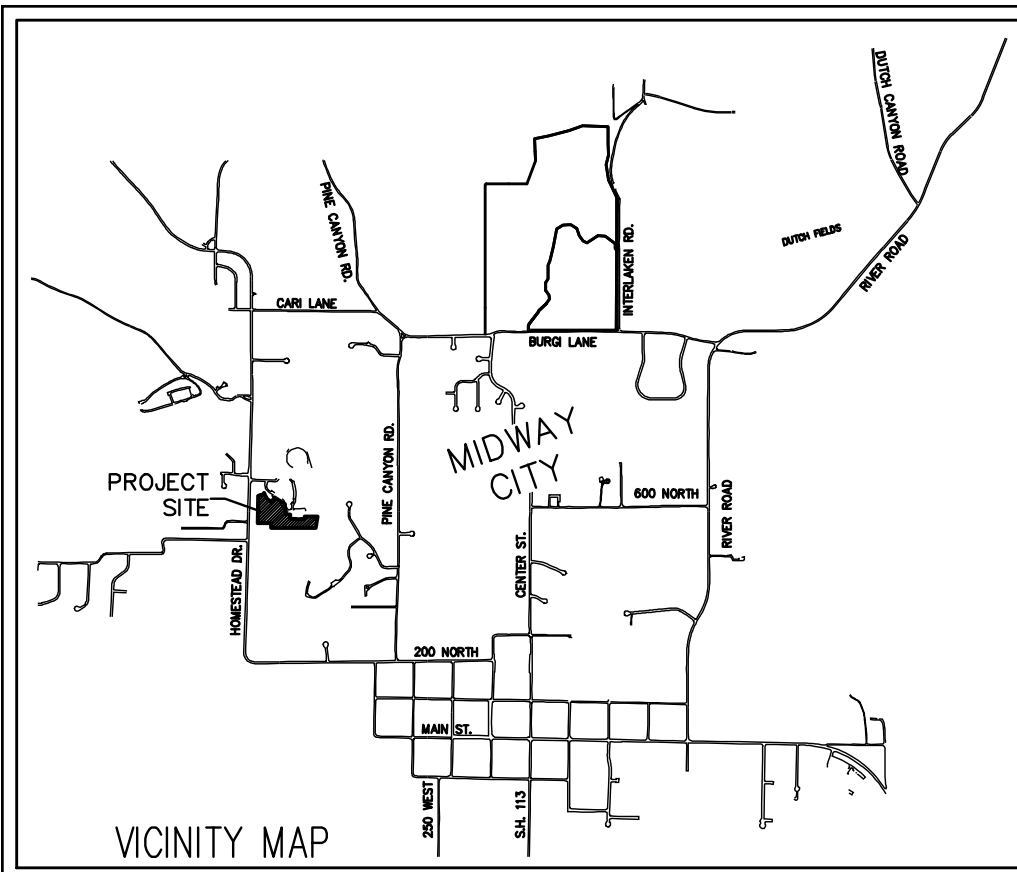 DUTCH CANYON ROAD
PINE CANYON RD.
DUTCH FIELDS
INTERLAKEN RD.
RIVER ROAD
CARI LANE
BURGI LANE
MIDWAY
CITY
PROJECT
SITE
PINE CANYON RD.
600 NORTH
RIVER ROAD
CENTER ST.
HOMESTEAD DR.
200 NORTH
MAIN ST.
250 WEST
S.H. 113
VICINITY MAP